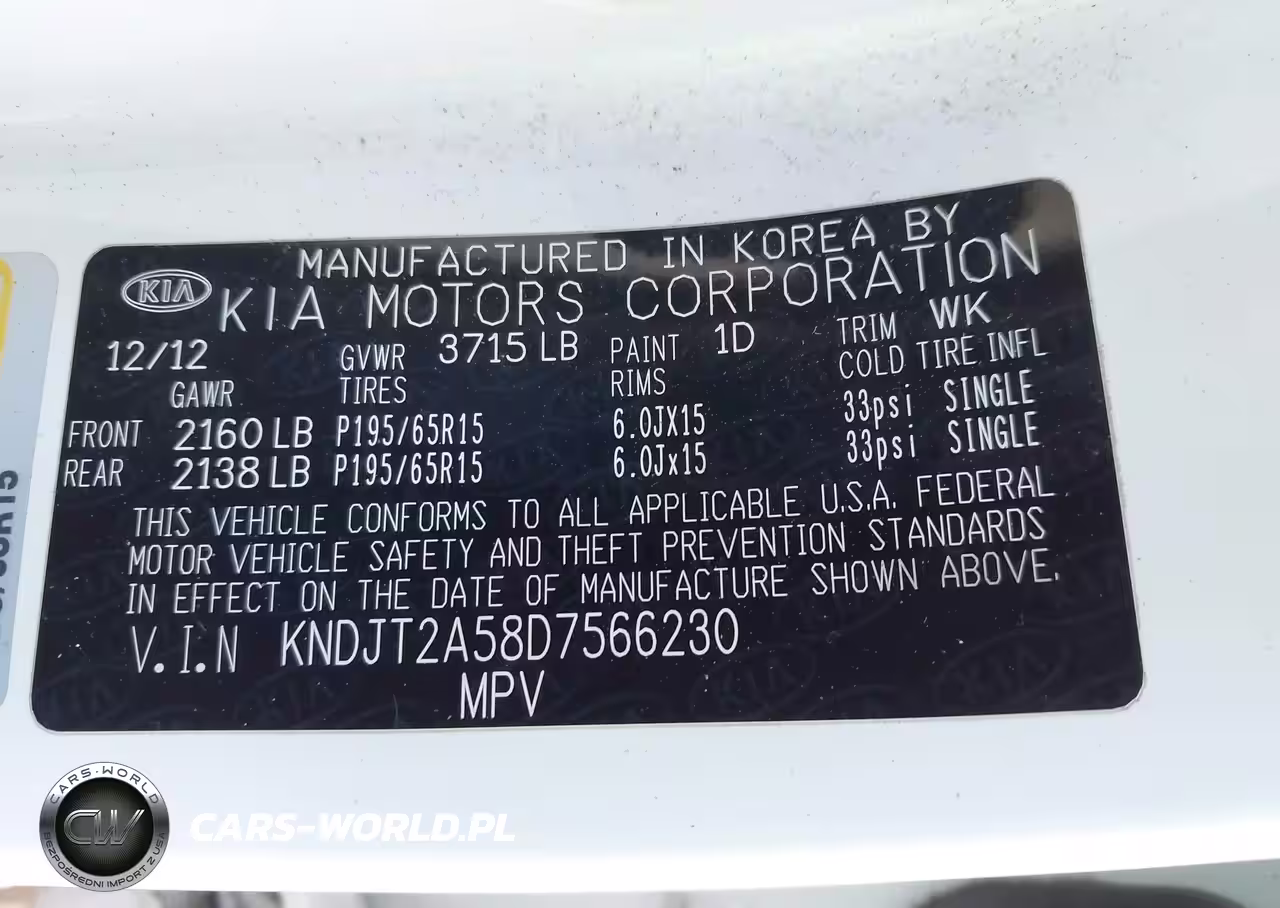 MANUFACTURED IN KOREA BY
KIA KIA MOTORS CORPORATION
12/12 GVWR 3715 LB PAINT 1D TRIM WK
GAWR TIRES RIMS COLD TIRE INFL
FRONT 2160 LB P195/65R15 6.0JX15 33psi SINGLE
REAR 2138 LB P195/65R15 6.0Jx15 33psi SINGLE
THIS VEHICLE CONFORMS TO ALL APPLICABLE U.S.A. FEDERAL
MOTOR VEHICLE SAFETY AND THEFT PREVENTION STANDARDS
IN EFFECT ON THE DATE OF MANUFACTURE SHOWN ABOVE.
V.I.N KNDJT2A58D7566230
MPV
CARS-WORLD
CW
BEZPOŚREDNI IMPORT Z USA
CARS-WORLD.PL